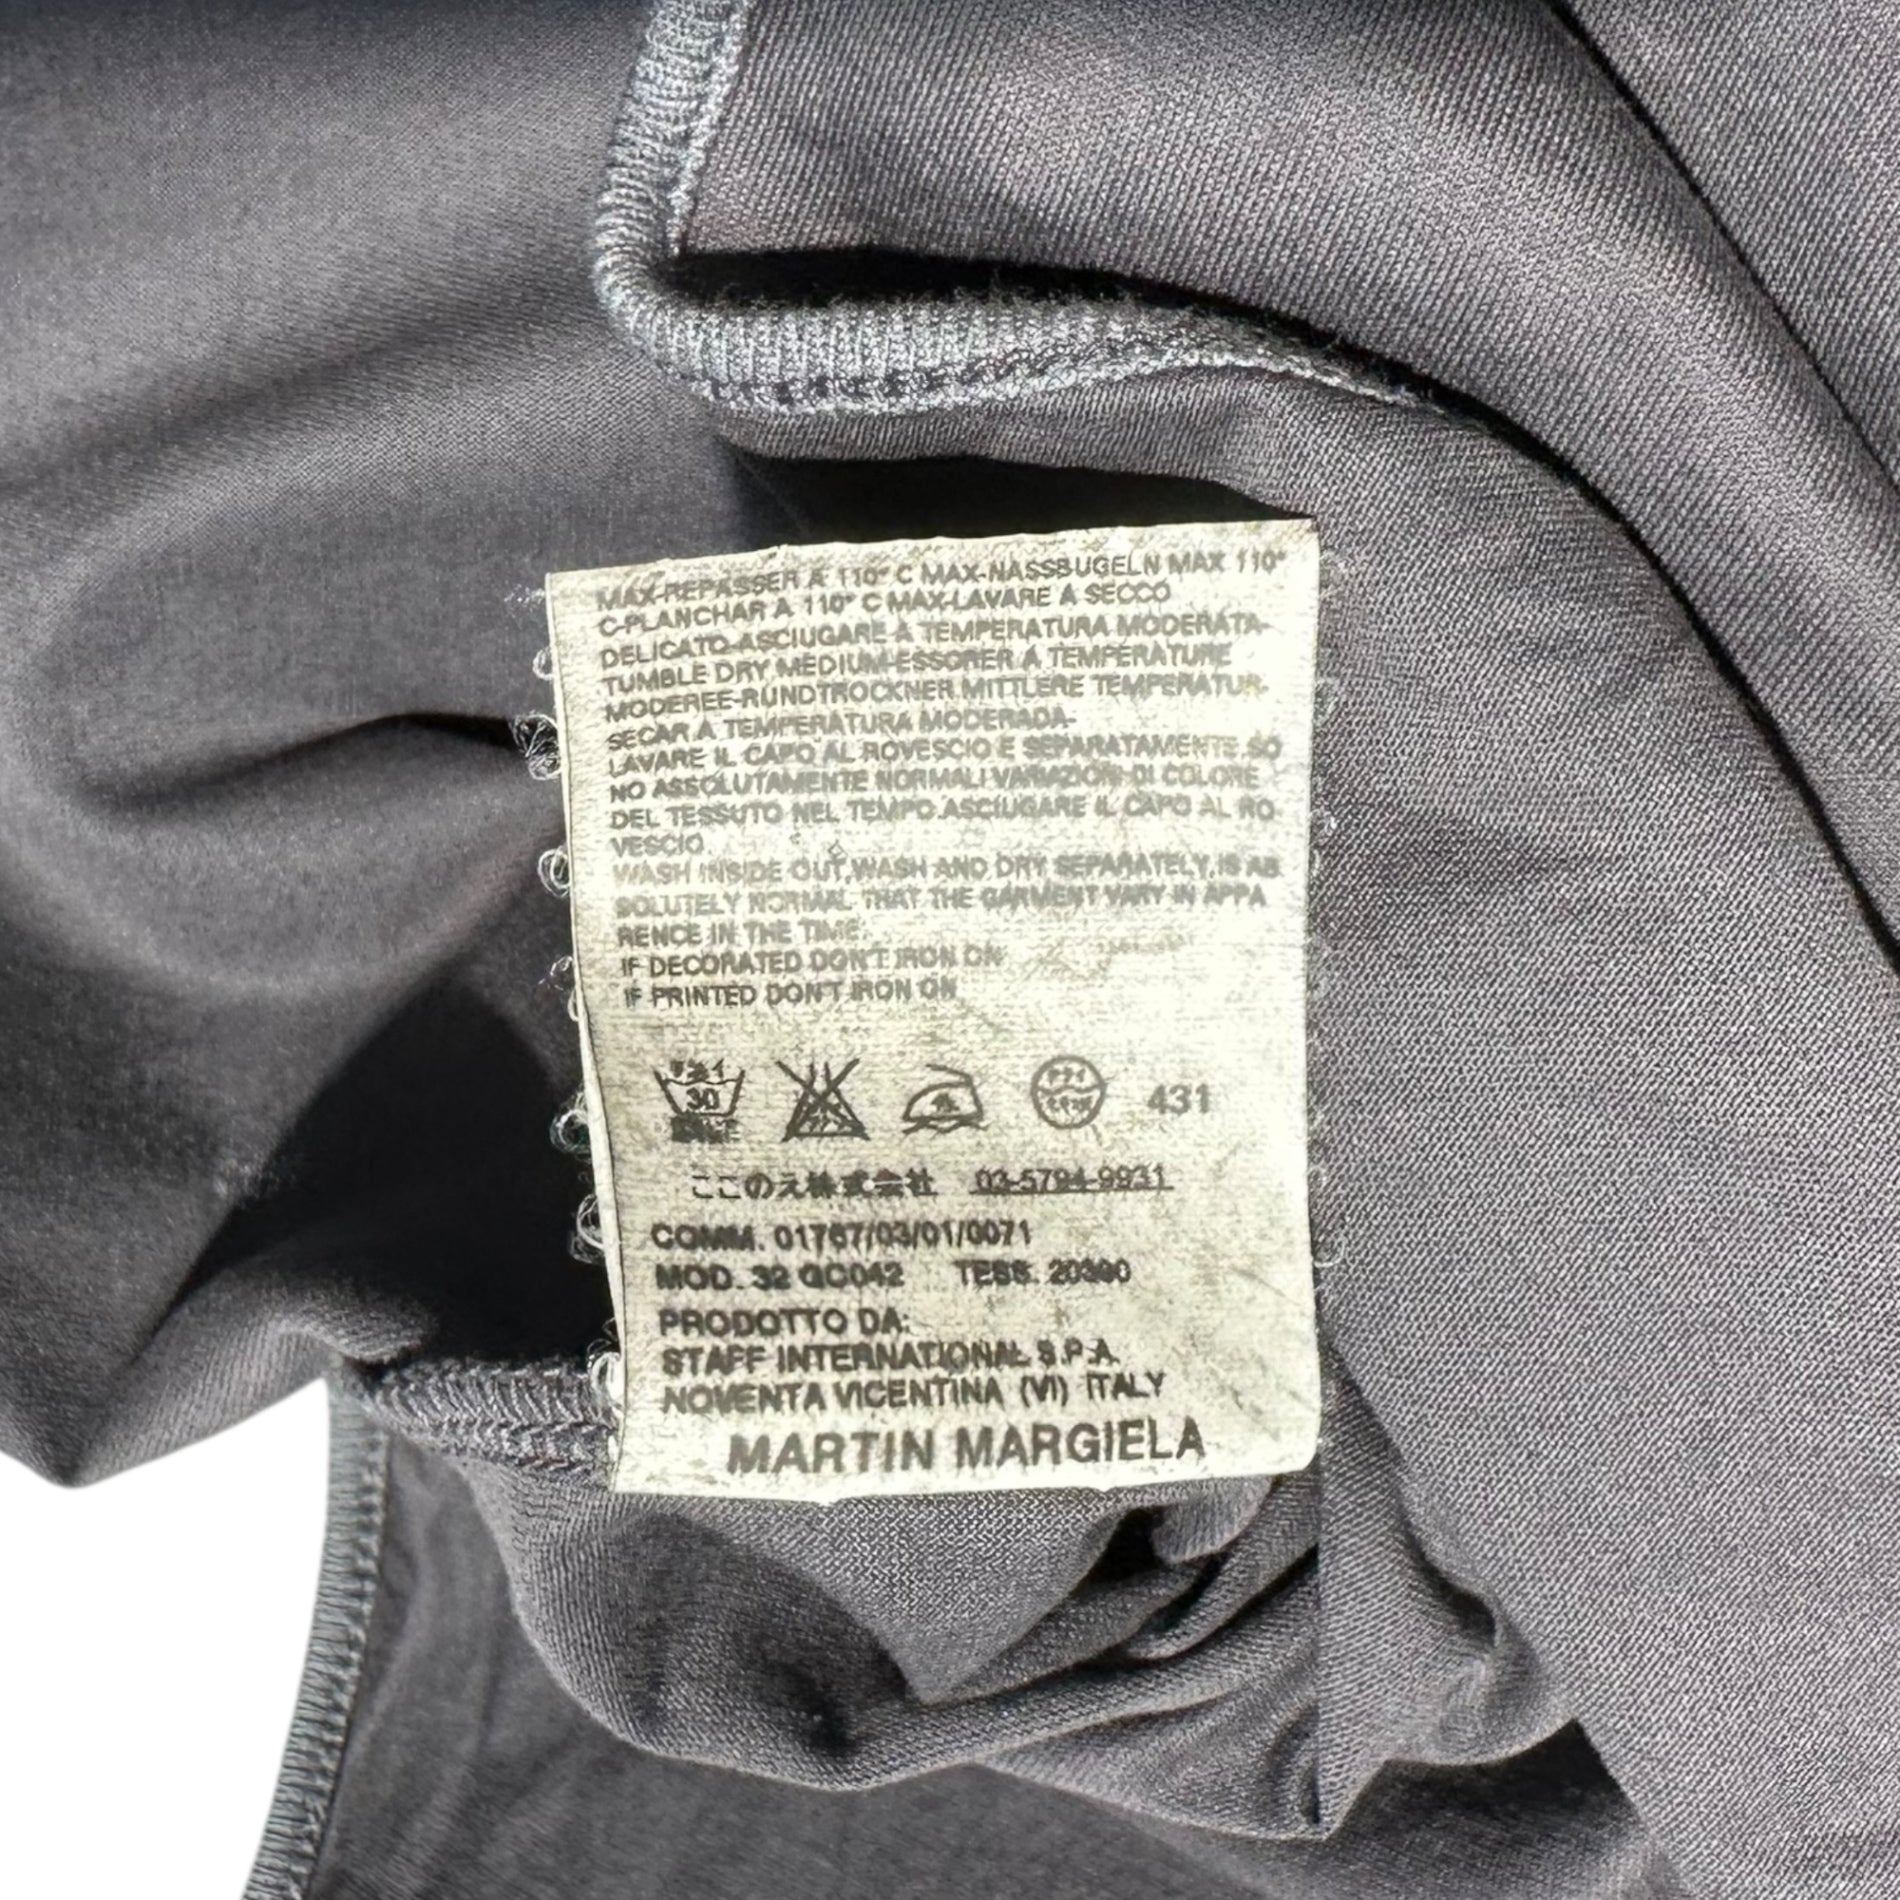 MAX-REPASSER A 110° C MAX-NASSBUGELN MAX 110°
C-PLANCHAR A 110° C MAX-LAVARE A SECCO
DELICATO-ASCIUGARE A TEMPERATURA MODERATA-
TUMBLE DRY MEDIUM-ESSORER A TEMPERATURE
MODEREE-RUNDTROCKNER MITTLERE TEMPERATUR-
SECAR A TEMPERATURA MODERADA-
LAVARE IL CAPO AL ROVESCIO E SEPARATAMENTE.SO
NO ASSOLUTAMENTE NORMALI VARIAZIONI DI COLORE
DEL TESSUTO NEL TEMPO.ASCIUGARE IL CAPO AL RO
VESCIO
WASH INSIDE OUT,WASH AND DRY SEPARATELY.IS AB
SOLUTELY NORMAL THAT THE GARMENT VARY IN APPA
RENCE IN THE TIME.
IF DECORATED DON'T IRON ON
IF PRINTED DON'T IRON ON
30 ドライ 431
ここのえ株式会社 03-5794-9931
COMM. 01767/03/01/0071
MOD. 32 GC042 TESS. 20390
PRODOTTO DA:
STAFF INTERNATIONAL S.P.A.
NOVENTA VICENTINA (VI) ITALY
MARTIN MARGIELA